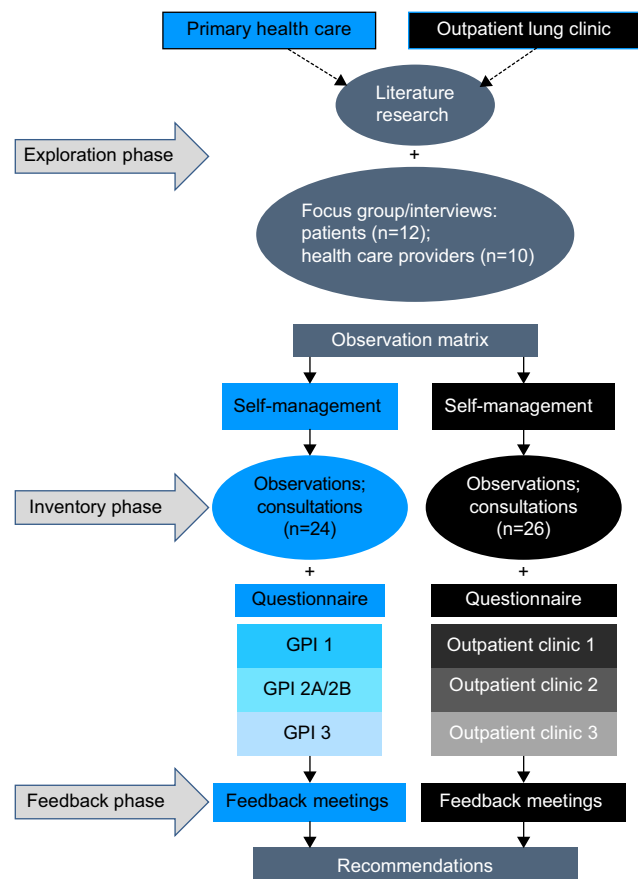 Primary health care
Outpatient lung clinic
Literature
research
Exploration phase
+
Focus group/interviews:
patients (n=12);
health care providers (n=10)
Observation matrix
Self-management
Self-management
Inventory phase
Observations;
consultations
(n=24)
Observations;
consultations
(n=26)
+
+
Questionnaire
Questionnaire
GPI 1
Outpatient clinic 1
GPI 2A/2B
Outpatient clinic 2
GPI 3
Outpatient clinic 3
Feedback phase
Feedback meetings
Feedback meetings
Recommendations